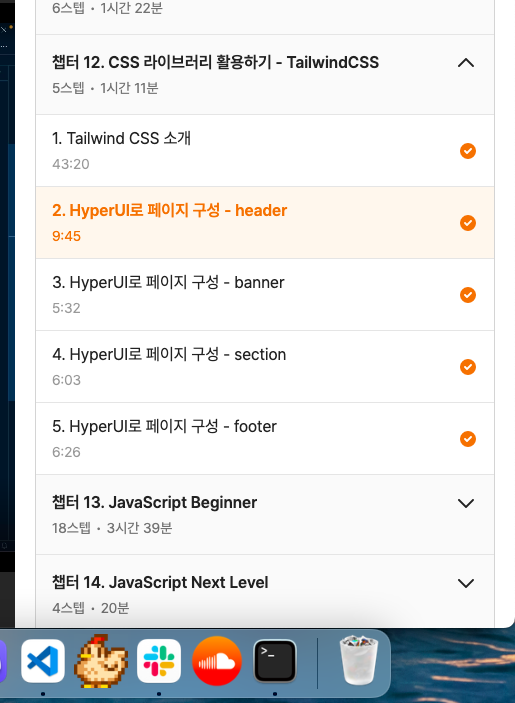 6스텝 • 1시간 22분
챕터 12. CSS 라이브러리 활용하기 - TailwindCSS
5스텝 • 1시간 11분
1. Tailwind CSS 소개
43:20
2. HyperUI로 페이지 구성 - header
9:45
3. HyperUI로 페이지 구성 - banner
5:32
4. HyperUI로 페이지 구성 - section
6:03
5. HyperUI로 페이지 구성 - footer
6:26
챕터 13. JavaScript Beginner
18스텝 • 3시간 39분
챕터 14. JavaScript Next Level
4스텝 • 20분
>_